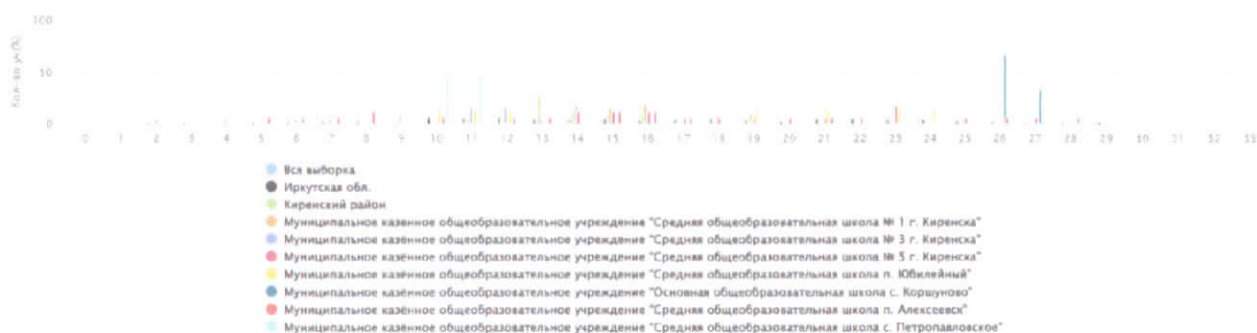 100
Кол-во уч(%)
50
0
0 1 2 3 4 5 6 7 8 9 10 11 12 13 14 15 16 17 18 19 20 21 22 23 24 25 26 27 28 29 30 31 32 33
Вся выборка
Иркутская обл.
Киренский район
Муниципальное казённое общеобразовательное учреждение "Средняя общеобразовательная школа № 1 г. Киренска"
Муниципальное казённое общеобразовательное учреждение "Средняя общеобразовательная школа № 3 г. Киренска"
Муниципальное казённое общеобразовательное учреждение "Средняя общеобразовательная школа № 5 г. Киренска"
Муниципальное казённое общеобразовательное учреждение "Средняя общеобразовательная школа п. Юбилейный"
Муниципальное казённое общеобразовательное учреждение "Основная общеобразовательная школа с. Коршуново"
Муниципальное казённое общеобразовательное учреждение "Средняя общеобразовательная школа п. Алексеевск"
Муниципальное казённое общеобразовательное учреждение "Средняя общеобразовательная школа с. Петропавловское"